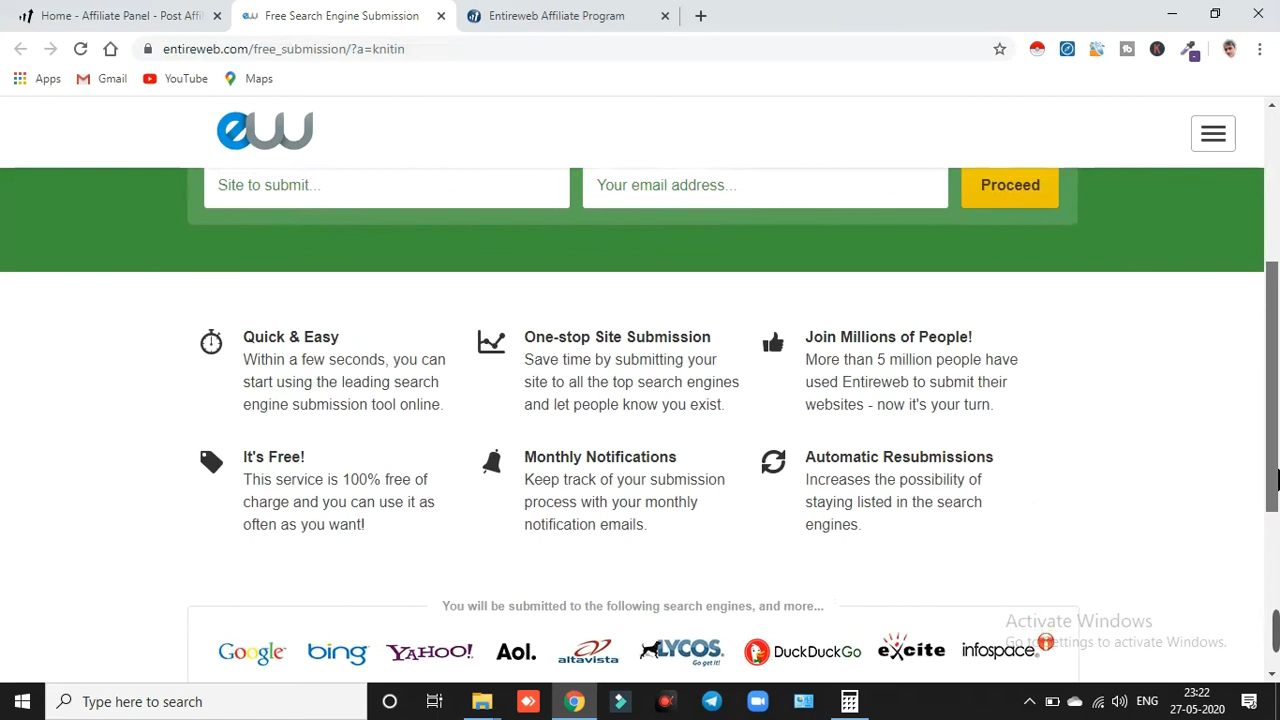 Home - Affiliate Panel - Post Affil
Free Search Engine Submission
Entireweb Affiliate Program
entireweb.com/free_submission/?a=knitin
Apps
Gmail
YouTube
Maps
ew
Site to submit...
Your email address...
Proceed
Quick & Easy
Within a few seconds, you can
start using the leading search
engine submission tool online.
One-stop Site Submission
Save time by submitting your
site to all the top search engines
and let people know you exist.
Join Millions of People!
More than 5 million people have
used Entireweb to submit their
websites - now it's your turn.
It's Free!
This service is 100% free of
charge and you can use it as
often as you want!
Monthly Notifications
Keep track of your submission
process with your monthly
notification emails.
Automatic Resubmissions
Increases the possibility of
staying listed in the search
engines.
You will be submitted to the following search engines, and more...
Google bing YAHOO! Aol. altavista LYCOS Go get it! DuckDuckGo excite infospace
Activate Windows
Go to Settings to activate Windows.
Type here to search
ENG
23:22
27-05-2020